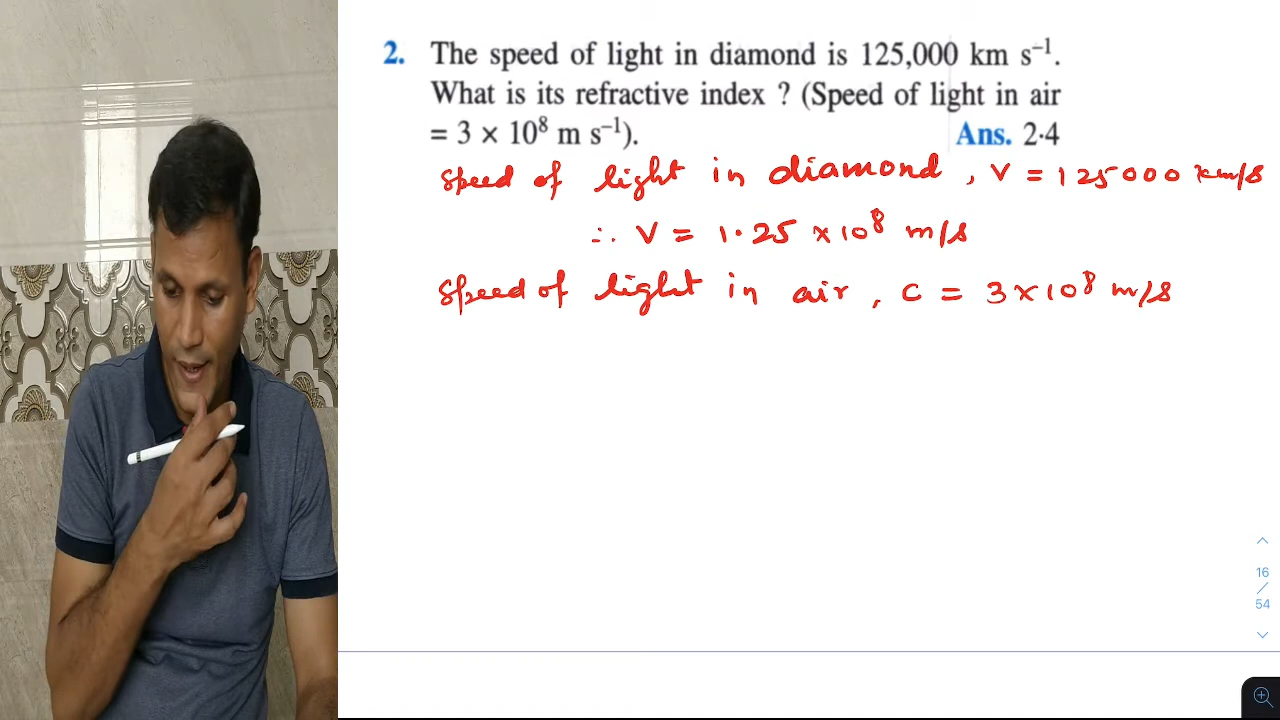 2. The speed of light in diamond is 125,000 km s⁻¹.
What is its refractive index ? (Speed of light in air
= 3 × 10⁸ m s⁻¹). Ans. 2·4
Speed of light in diamond, V = 125000 km/s
∴ V = 1.25 × 10⁸ m/s
Speed of light in air, C = 3 × 10⁸ m/s
16
/
54